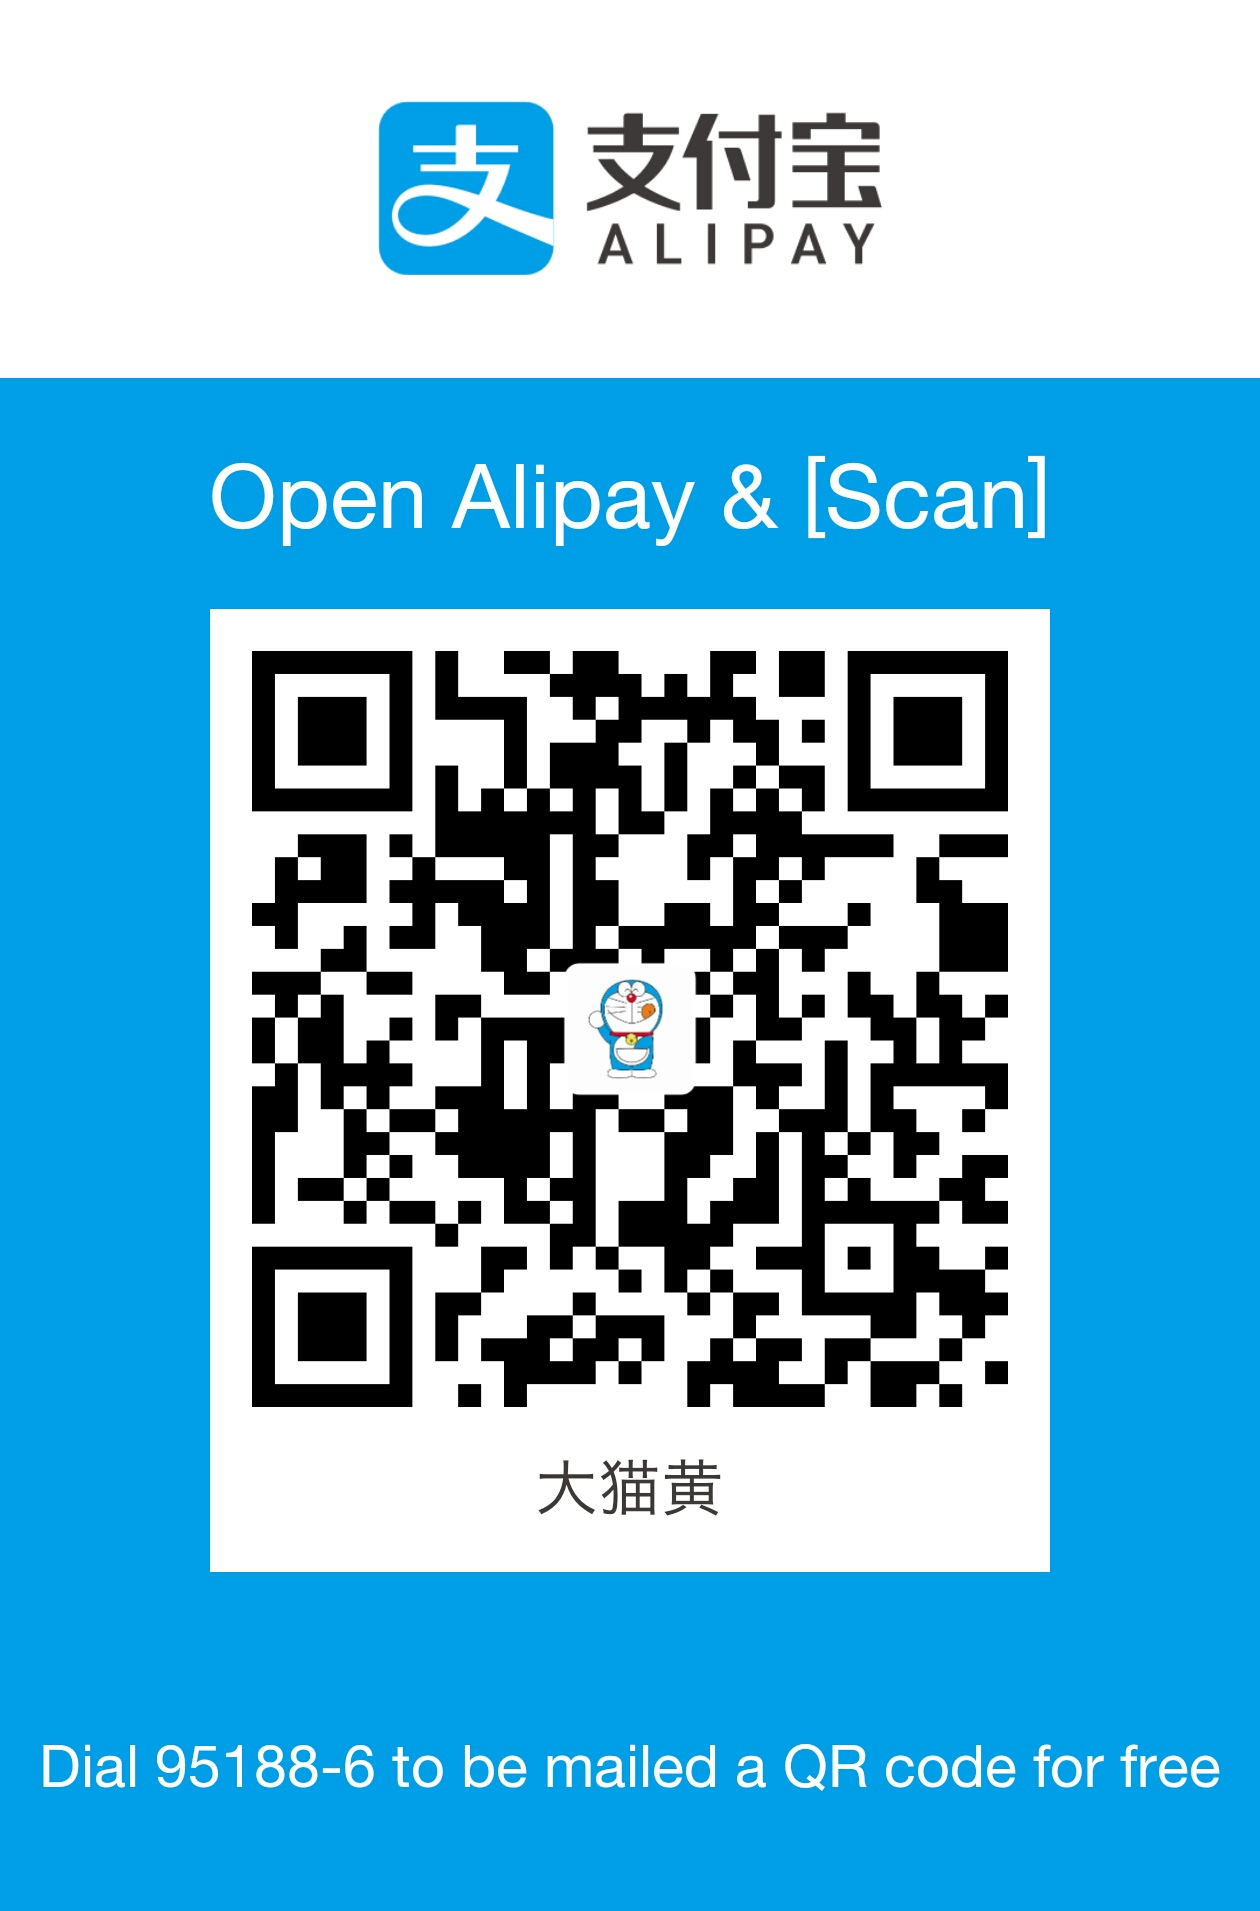 支
支付宝
ALIPAY
Open Alipay & [Scan]
大猫黄
Dial 95188-6 to be mailed a QR code for free